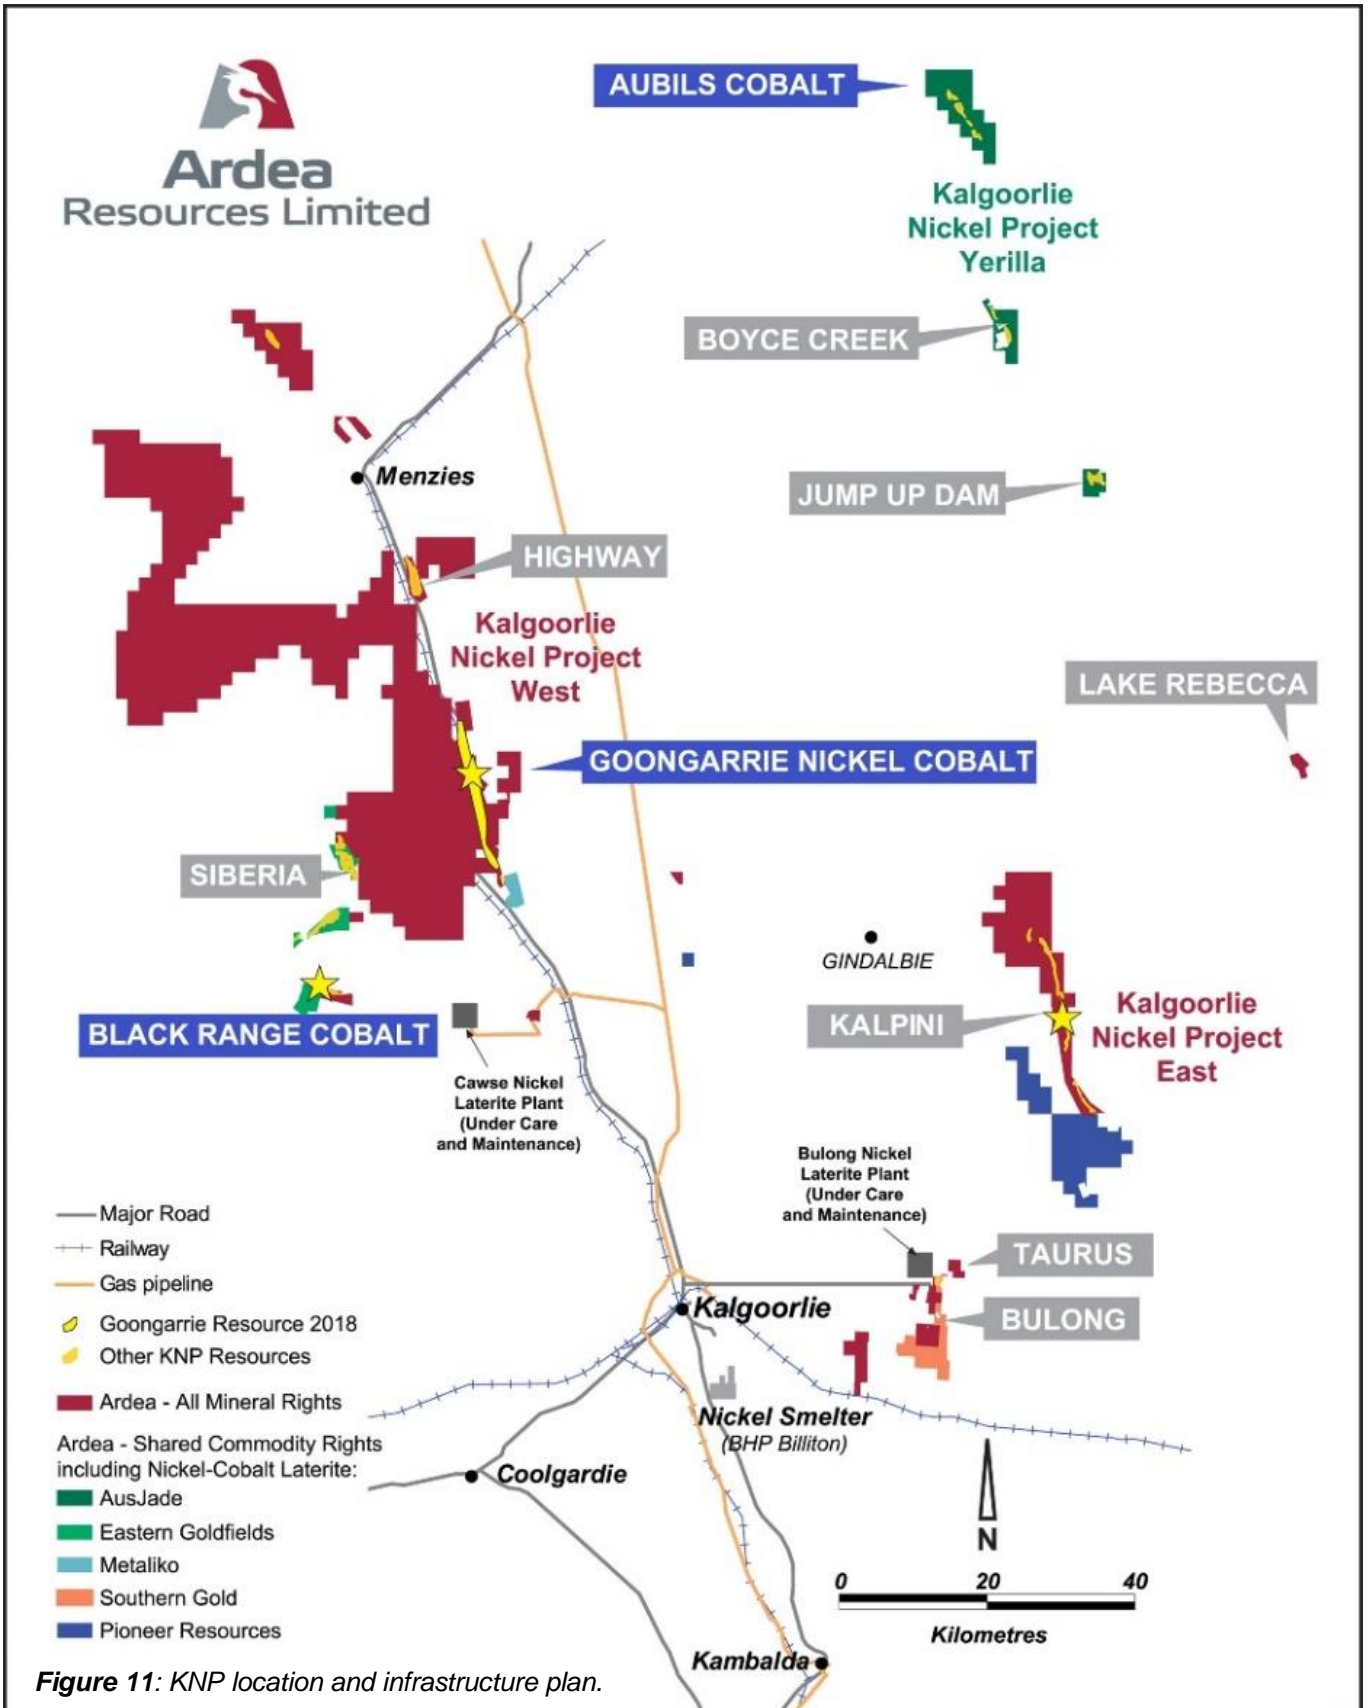 Ardea
Resources Limited
AUBILS COBALT
Kalgoorlie
Nickel Project
Yerilla
BOYCE CREEK
Menzies
JUMP UP DAM
HIGHWAY
Kalgoorlie
Nickel Project
West
LAKE REBECCA
GOONGARRIE NICKEL COBALT
SIBERIA
GINDALBIE
BLACK RANGE COBALT
KALPINI
Kalgoorlie
Nickel Project
East
Cawse Nickel
Laterite Plant
(Under Care
and Maintenance)
Bulong Nickel
Laterite Plant
(Under Care
and Maintenance)
TAURUS
BULONG
Kalgoorlie
Nickel Smelter
(BHP Billiton)
Coolgardie
Kambalda
Major Road
Railway
Gas pipeline
Goongarrie Resource 2018
Other KNP Resources
Ardea - All Mineral Rights
Ardea - Shared Commodity Rights
including Nickel-Cobalt Laterite:
AusJade
Eastern Goldfields
Metaliko
Southern Gold
Pioneer Resources
N
0 20 40
Kilometres
Figure 11: KNP location and infrastructure plan.